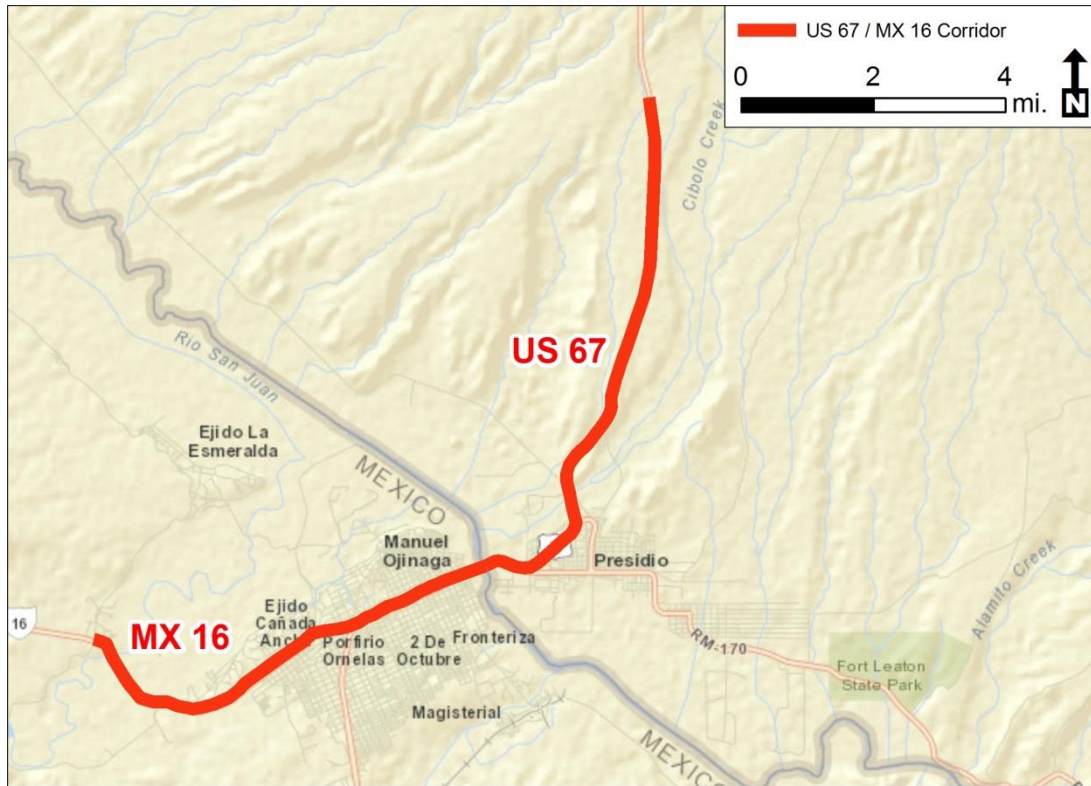 US 67 / MX 16 Corridor
0 2 4
mi.
N
Cibolo Creek
US 67
Rio San Juan
Ejido La
Esmeralda
MEXICO
Manuel
Ojinaga
Presidio
Alamito Creek
16
MX 16
Ejido
Cañada
Porfirio
Ornelas
2 De
Octubre
Fronteriza
RM-170
Fort Leaton
State Park
Magisterial